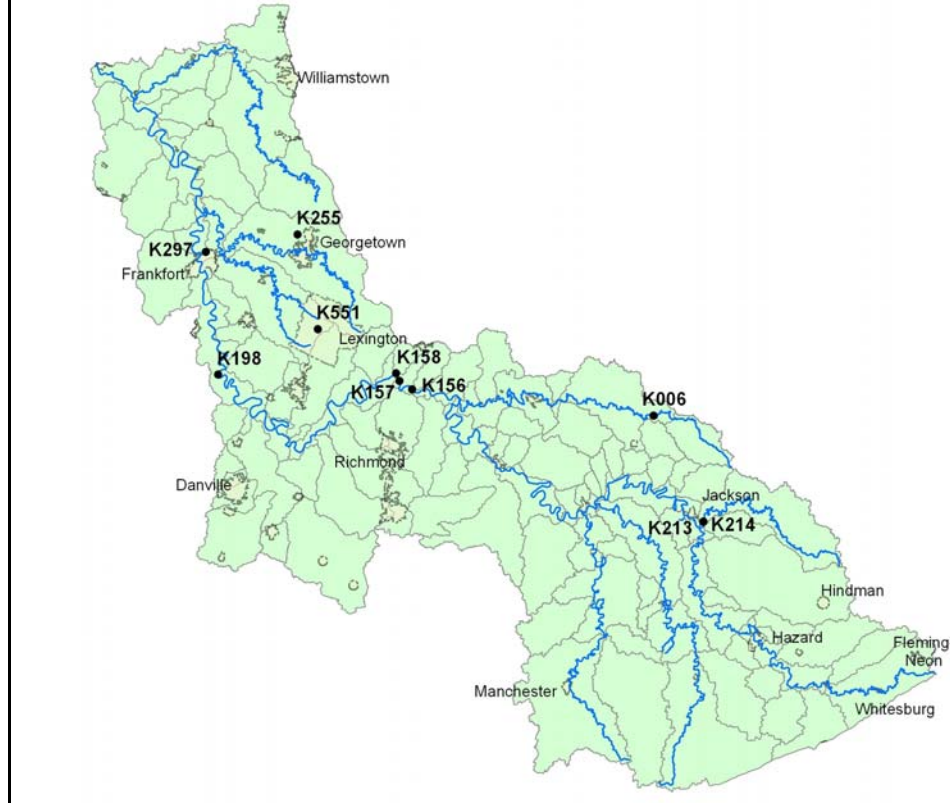 Williamstown
K255
Georgetown
K297
Frankfort
K551
Lexington
K198
K158
K157
K156
K006
Richmond
Danville
Jackson
K213
K214
Hindman
Hazard
Fleming
Neon
Manchester
Whitesburg